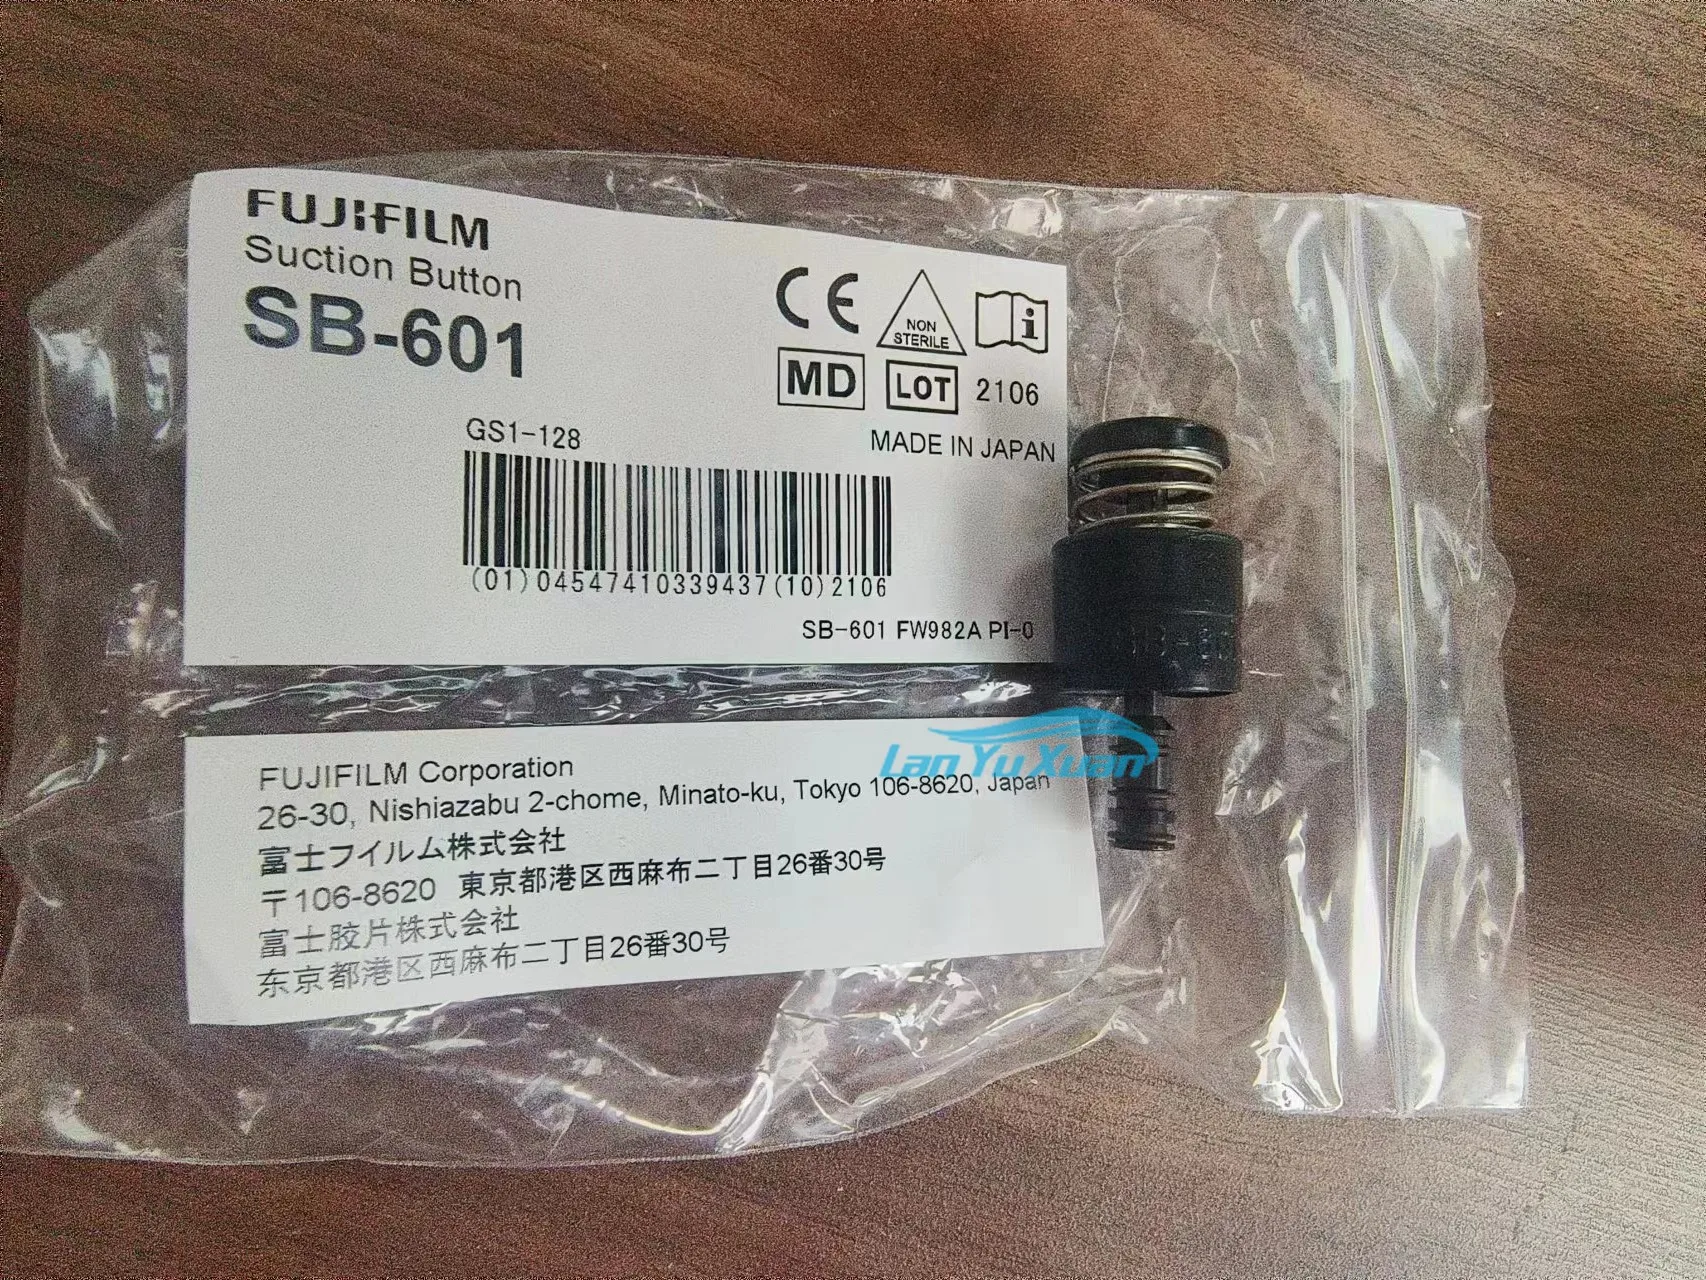 FUJIFILM
Suction Button
SB-601
CE
NON
STERILE
i
MD
LOT 2106
MADE IN JAPAN
GS1-128
(01)04547410339437(10)2106
SB-601 FW982A PI-0
FUJIFILM Corporation
26-30, Nishiazabu 2-chome, Minato-ku, Tokyo 106-8620, Japan
富士フイルム株式会社
〒106-8620 東京都港区西麻布二丁目26番30号
富士胶片株式会社
东京都港区西麻布二丁目26番30号
Lan Yu Xuan